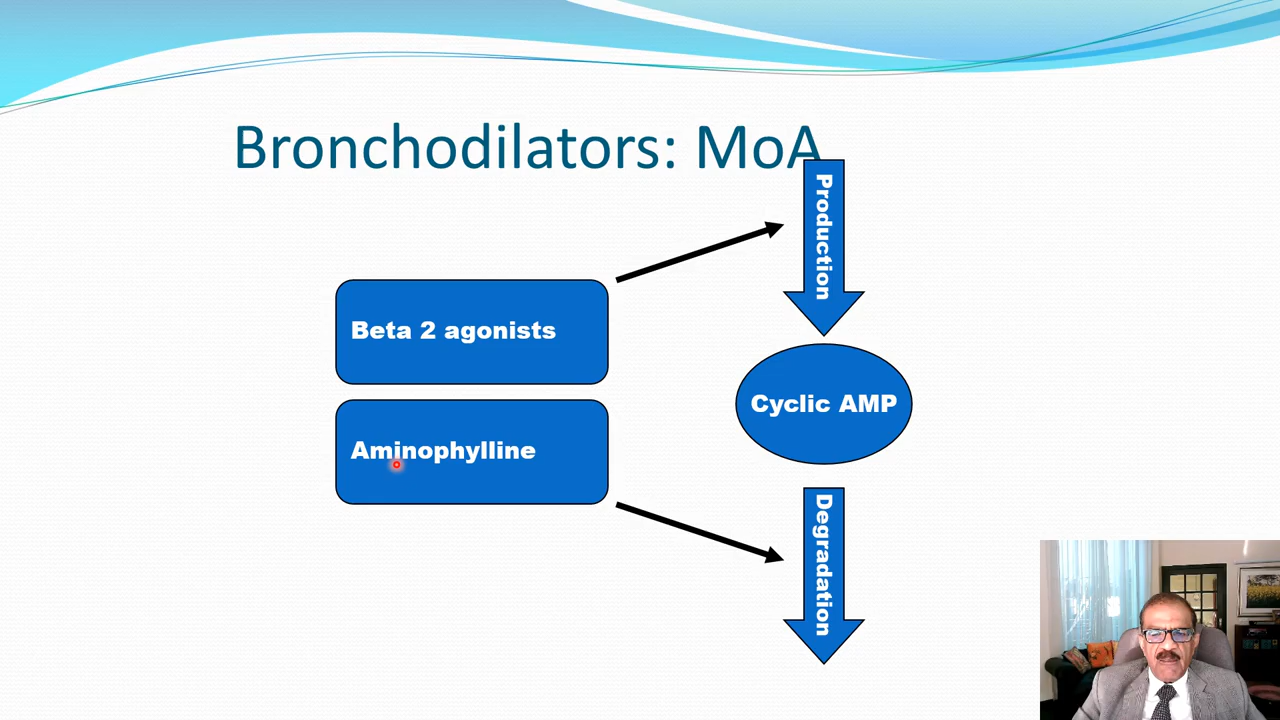 Bronchodilators: MoA
Production
Beta 2 agonists
Cyclic AMP
Aminophylline
Degradation